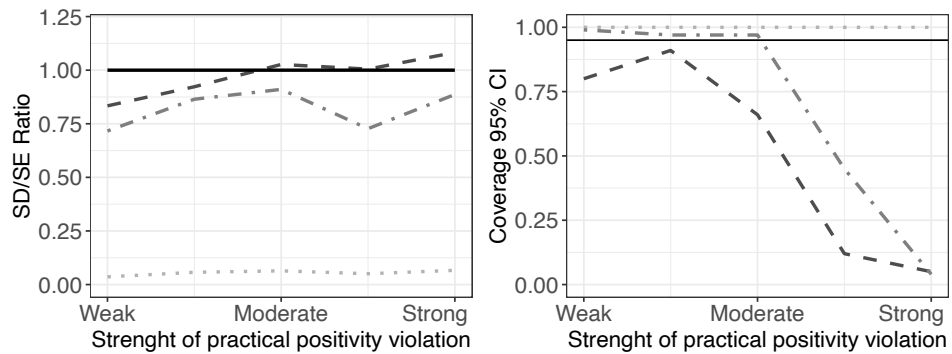 1.25
1.00
0.75
0.50
0.25
0.00
SD/SE Ratio
Weak Moderate Strong
Strenght of practical positivity violation
1.00
0.75
0.50
0.25
0.00
Coverage 95% CI
Weak Moderate Strong
Strenght of practical positivity violation